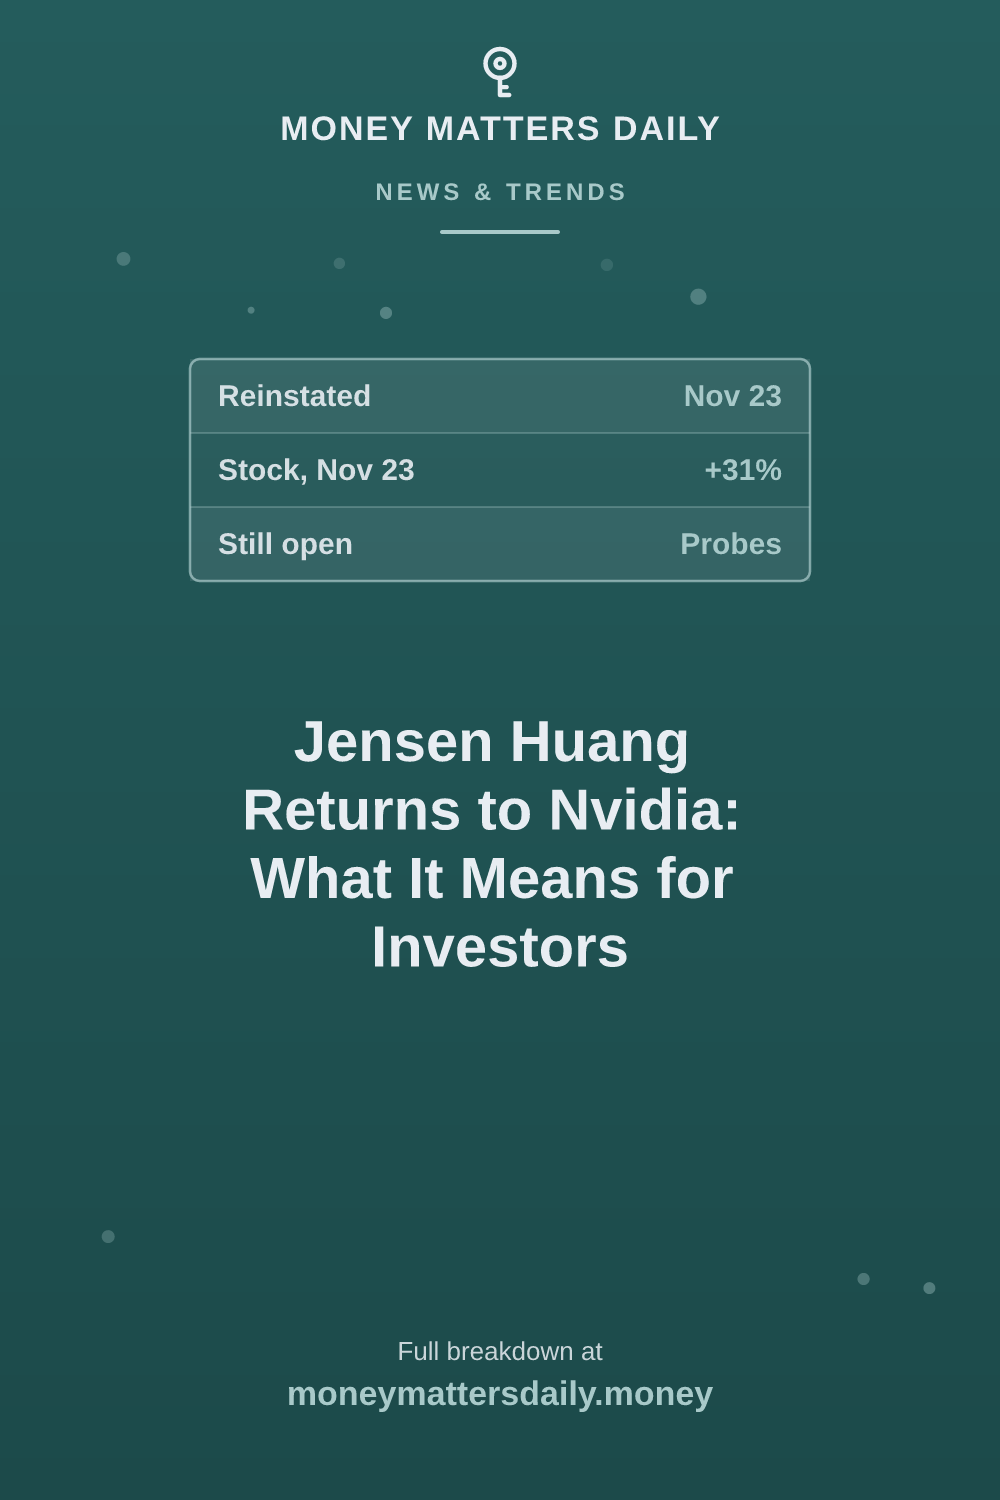 MONEY MATTERS DAILY
NEWS & TRENDS
Reinstated Nov 23
Stock, Nov 23 +31%
Still open Probes
Jensen Huang
Returns to Nvidia:
What It Means for
Investors
Full breakdown at
moneymattersdaily.money